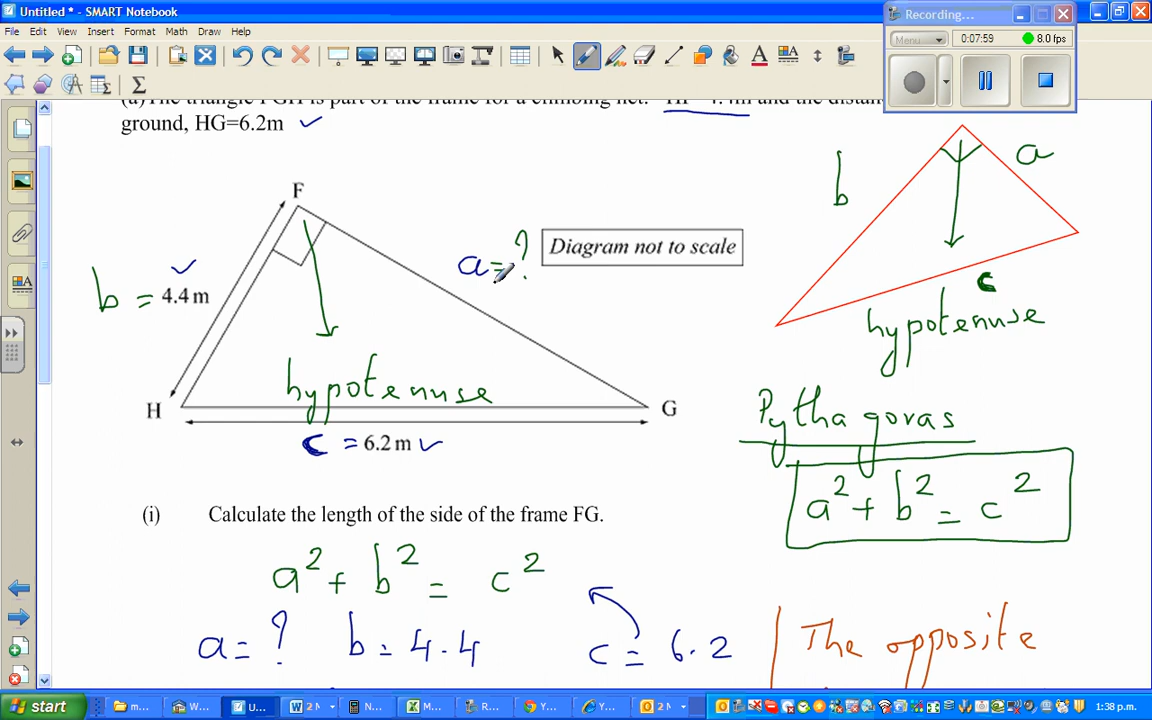 Untitled * - SMART Notebook
File Edit View Insert Format Math Draw Help
Recording...
Menu
0:07:59 8.0 fps
ground, HG=6.2m
F
b = 4.4 m
a = ?
Diagram not to scale
hypotenuse
H
G
c = 6.2 m
b
a
c
hypotenuse
Pythagoras
a² + b² = c²
(i) Calculate the length of the side of the frame FG.
a² + b² = c²
a = ? b = 4.4 c = 6.2
The opposite
start
1:38 p.m.